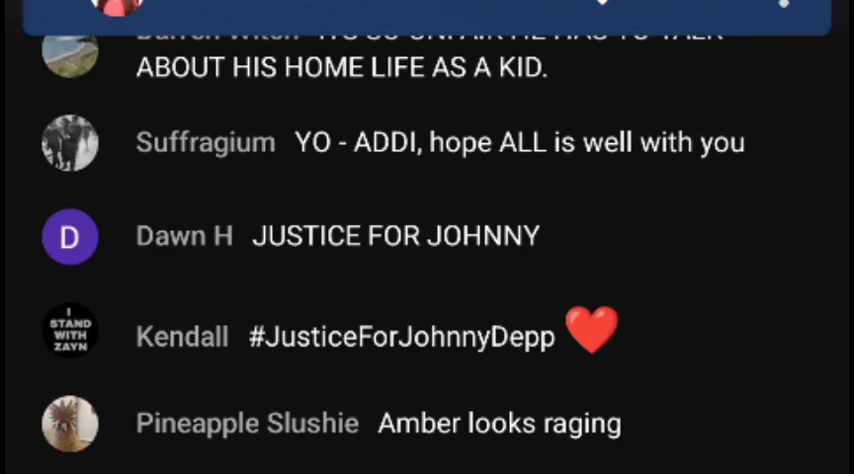 ABOUT HIS HOME LIFE AS A KID.
Suffragium YO - ADDI, hope ALL is well with you
D
Dawn H JUSTICE FOR JOHNNY
I
STAND
WITH
ZAYN
Kendall #JusticeForJohnnyDepp ❤️
Pineapple Slushie Amber looks raging